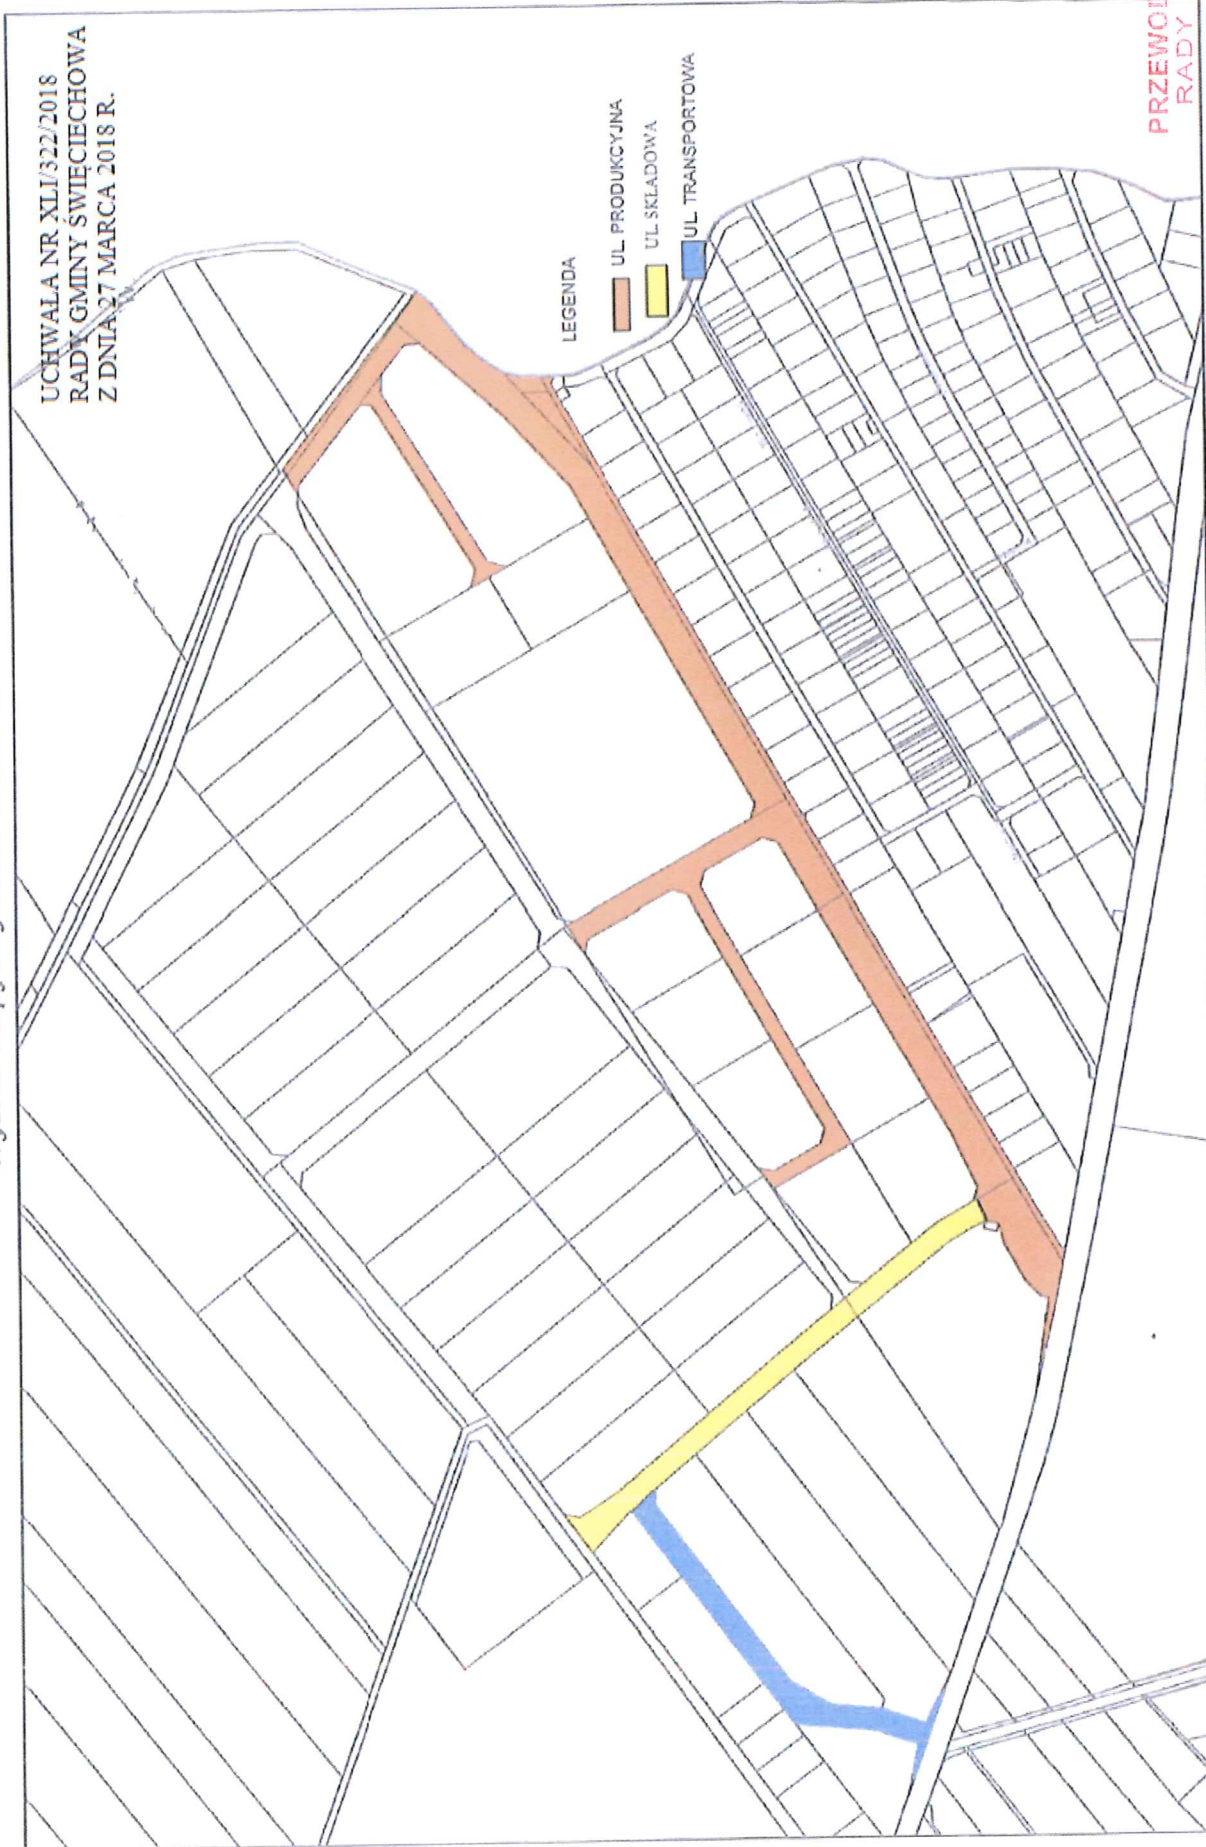 UCHWAŁA NR XLI/322/2018
RADY GMINY ŚWIĘCIECHOWA
Z DNIA 27 MARCA 2018 R.
LEGENDA
UL PRODUKCYJNA
UL SKŁADOWA
UL. TRANSPORTOWA
RADY